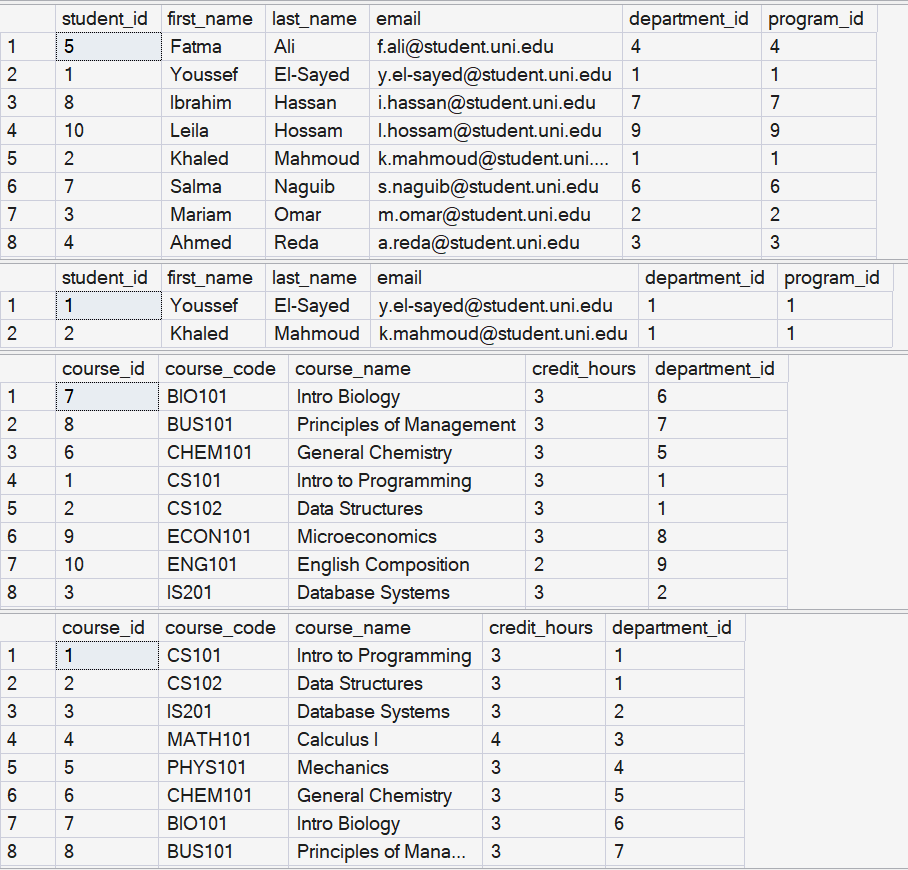 student_id first_name last_name email department_id program_id
1 5 Fatma Ali f.ali@student.uni.edu 4 4
2 1 Youssef El-Sayed y.el-sayed@student.uni.edu 1 1
3 8 Ibrahim Hassan i.hassan@student.uni.edu 7 7
4 10 Leila Hossam l.hossam@student.uni.edu 9 9
5 2 Khaled Mahmoud k.mahmoud@student.uni.... 1 1
6 7 Salma Naguib s.naguib@student.uni.edu 6 6
7 3 Mariam Omar m.omar@student.uni.edu 2 2
8 4 Ahmed Reda a.reda@student.uni.edu 3 3
student_id first_name last_name email department_id program_id
1 1 Youssef El-Sayed y.el-sayed@student.uni.edu 1 1
2 2 Khaled Mahmoud k.mahmoud@student.uni.edu 1 1
course_id course_code course_name credit_hours department_id
1 7 BIO101 Intro Biology 3 6
2 8 BUS101 Principles of Management 3 7
3 6 CHEM101 General Chemistry 3 5
4 1 CS101 Intro to Programming 3 1
5 2 CS102 Data Structures 3 1
6 9 ECON101 Microeconomics 3 8
7 10 ENG101 English Composition 2 9
8 3 IS201 Database Systems 3 2
course_id course_code course_name credit_hours department_id
1 1 CS101 Intro to Programming 3 1
2 2 CS102 Data Structures 3 1
3 3 IS201 Database Systems 3 2
4 4 MATH101 Calculus I 4 3
5 5 PHYS101 Mechanics 3 4
6 6 CHEM101 General Chemistry 3 5
7 7 BIO101 Intro Biology 3 6
8 8 BUS101 Principles of Mana... 3 7